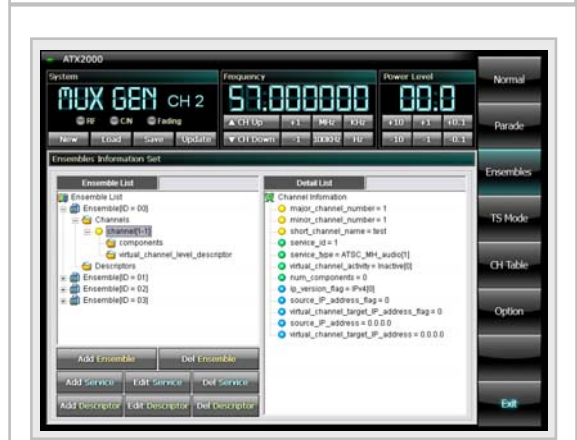 ATX2000
System
MUX GEN CH 2
RF C/N Fading
New Load Save Update
Frequency
57.000000
▲ CH Up +1 MHz KHz
▼ CH Down -1 100KHz Hz
Power Level
00.0
+10 +1 +0.1
-10 -1 -0.1
Normal
Parade
Ensembles
TS Mode
CH Table
Option
Exit
Ensembles Information Set
Ensemble List
Ensemble List
Ensemble[ID = 00]
Channels
channel[1-1]
components
virtual_channel_level_descriptor
Descriptors
Ensemble[ID = 01]
Ensemble[ID = 02]
Ensemble[ID = 03]
Add Ensemble Del Ensemble
Add Service Edit Service Del Service
Add Descriptor Edit Descriptor Del Descriptor
Detail List
Channel Infomation
major_channel_number = 1
minor_channel_number = 1
short_channel_name = test
service_id = 1
service_type = ATSC_MH_audio[1]
virtual_channel_activity = Inactive[0]
num_components = 0
ip_version_flag = IPv4[0]
source_IP_address_flag = 0
virtual_channel_target_IP_address_flag = 0
source_IP_address = 0.0.0.0
virtual_channel_target_IP_address = 0.0.0.0